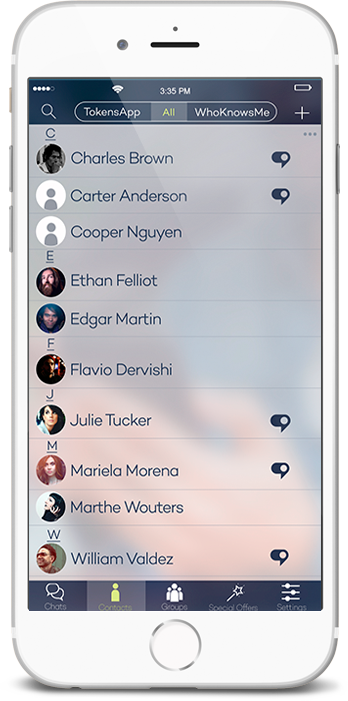 3:35 PM
TokensApp All WhoKnowsMe
C
Charles Brown
Carter Anderson
Cooper Nguyen
E
Ethan Felliot
Edgar Martin
F
Flavio Dervishi
J
Julie Tucker
M
Mariela Morena
Marthe Wouters
W
William Valdez
Chats Contacts Groups Special Offers Settings